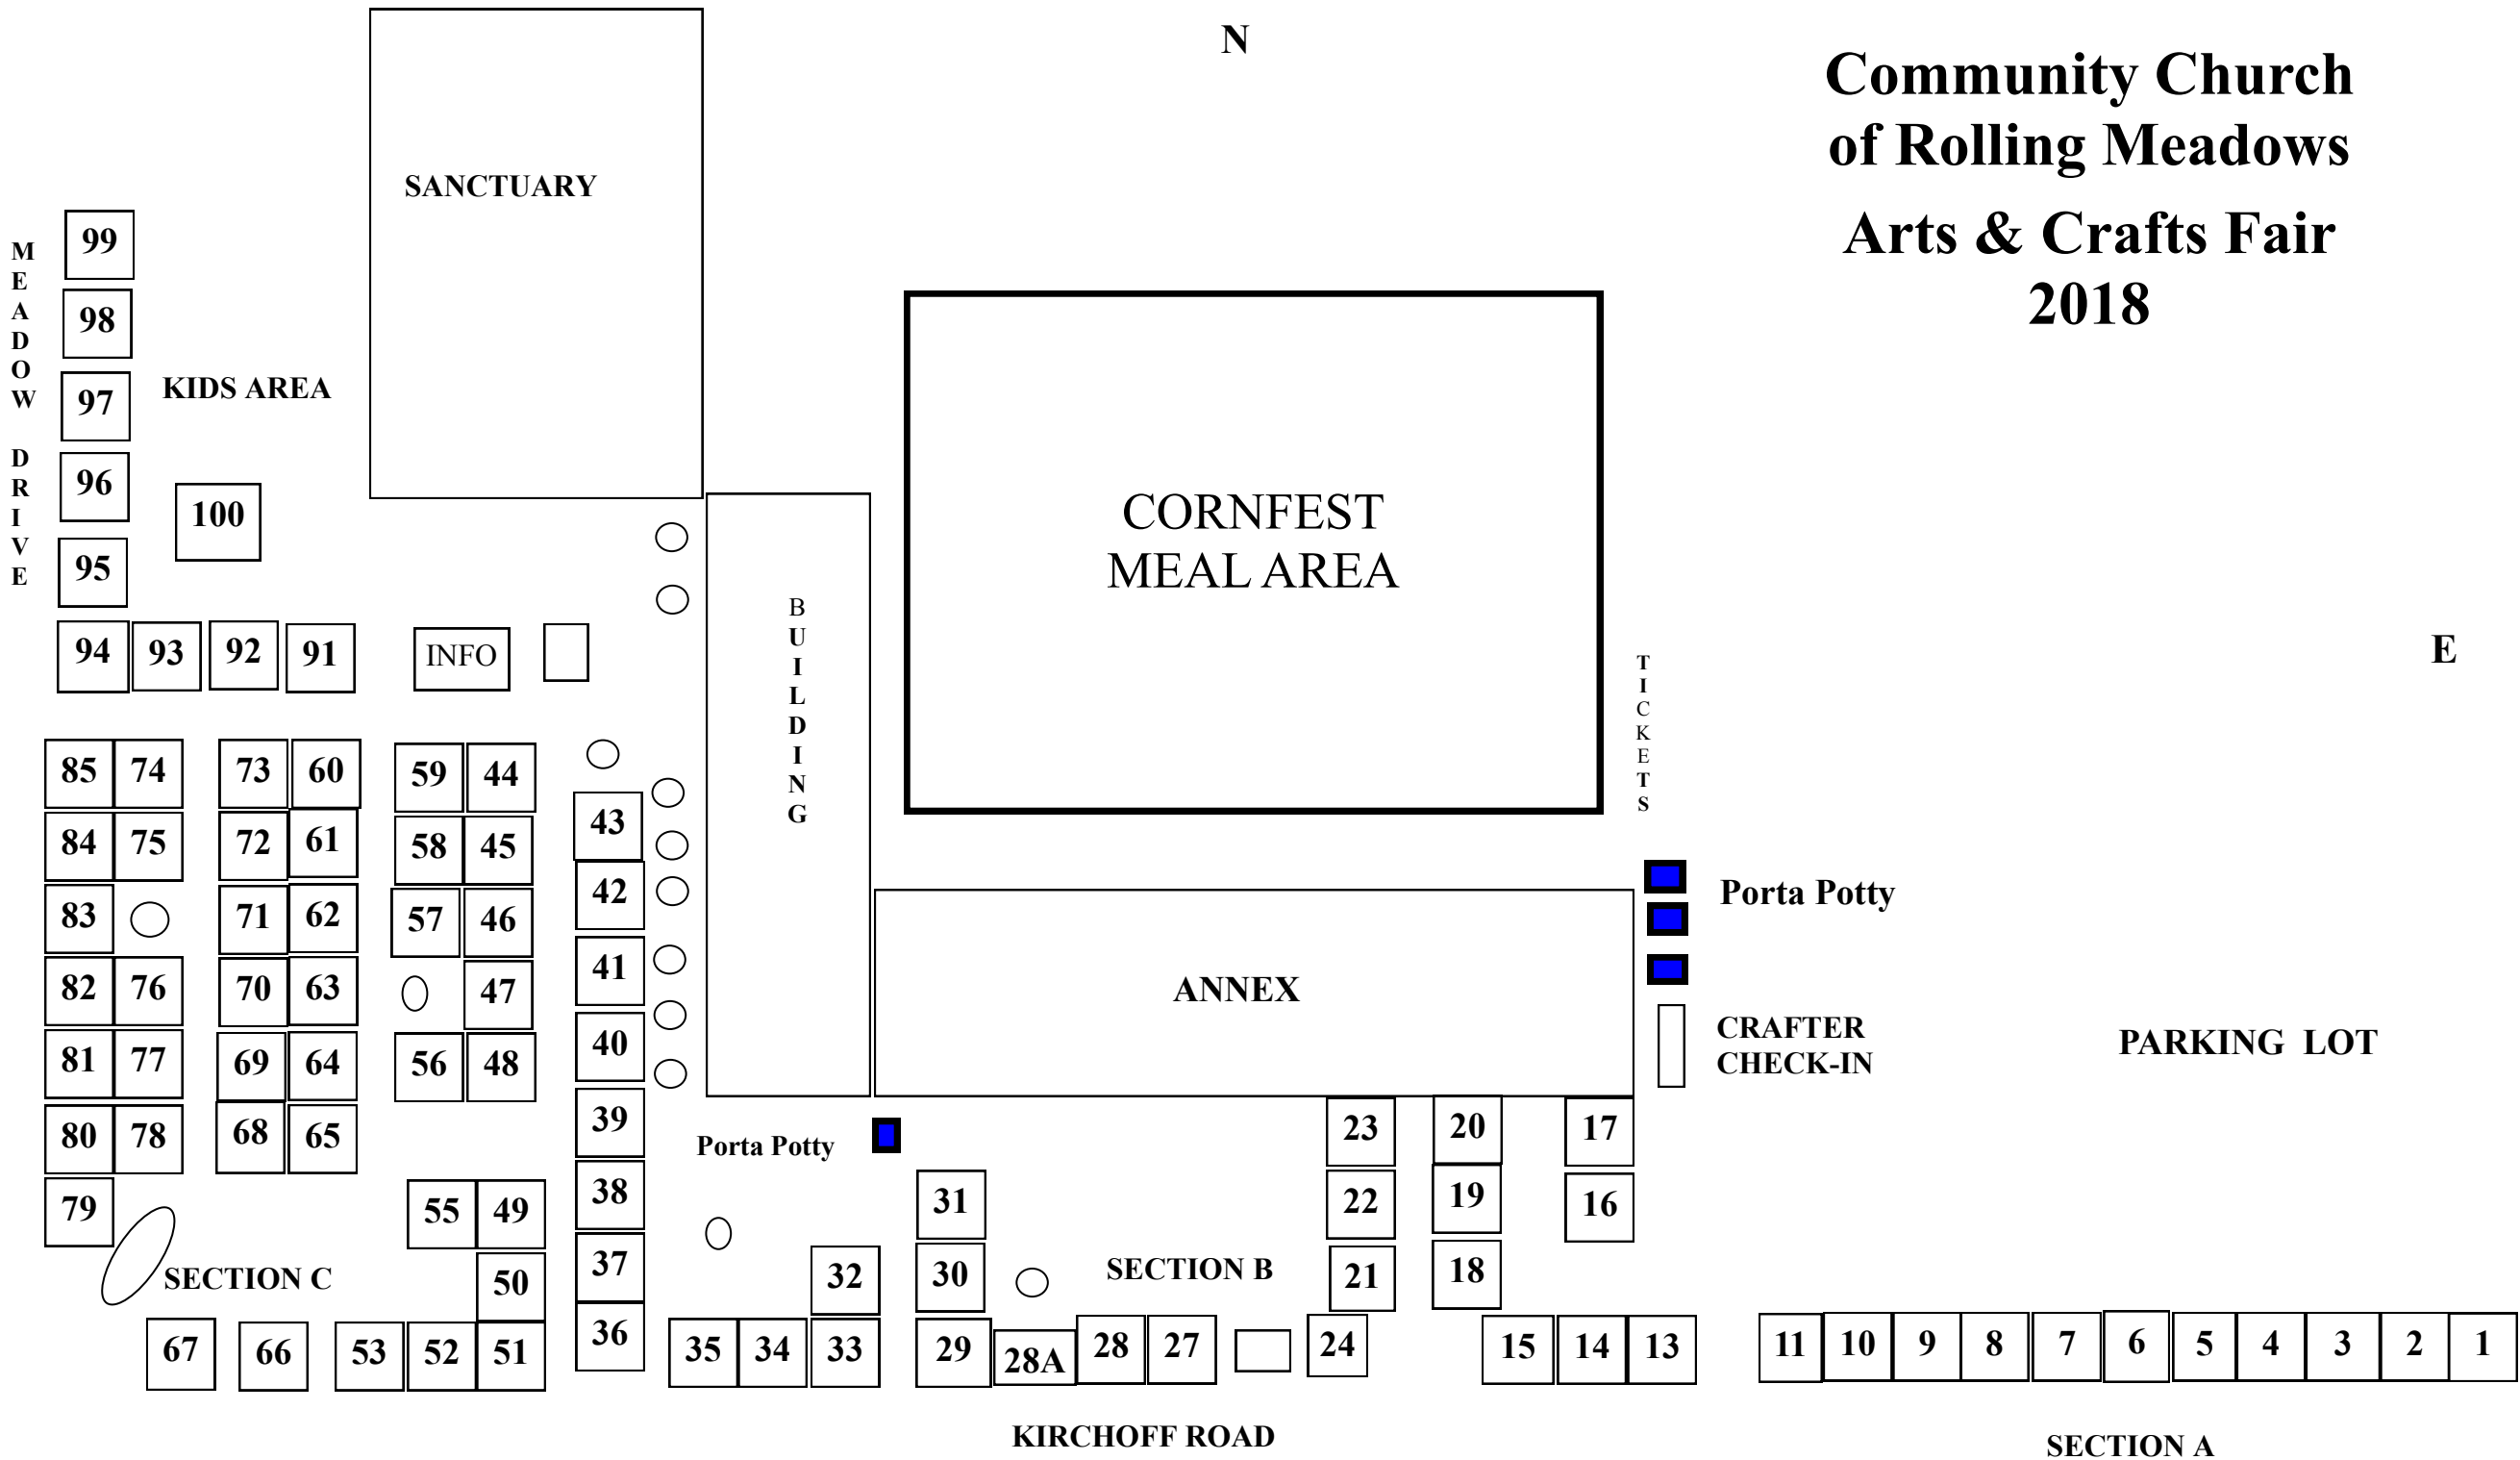 N
Community Church
of Rolling Meadows
Arts & Crafts Fair
2018
SANCTUARY
MEADOW DRIVE
99
98
97
KIDS AREA
96
100
95
94 93 92 91 INFO
CORNFEST
MEAL AREA
BUILDING
TICKETS
E
85 74 73 60 59 44
43
84 75 72 61 58 45
42
83 71 62 57 46
41
82 76 70 63 47
40
81 77 69 64 56 48
39
80 78 68 65
38
79 55 49
37
50
36
SECTION C
67 66 53 52 51
Porta Potty
ANNEX
CRAFTER
CHECK-IN
PARKING LOT
Porta Potty
23 20 17
31 22 19 16
32 30 SECTION B 21 18
35 34 33 29 28A 28 27 24 15 14 13 11 10 9 8 7 6 5 4 3 2 1
KIRCHOFF ROAD
SECTION A